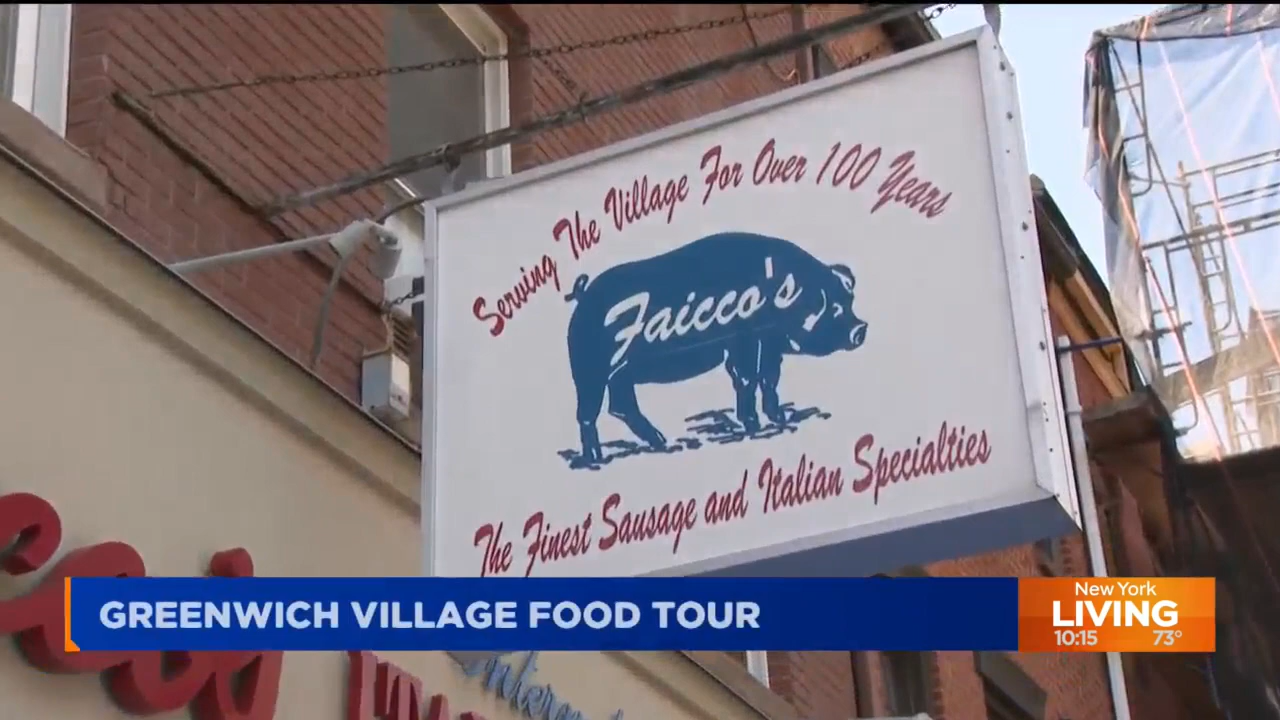 Serving The Village For Over 100 Years
Faicco's
The Finest Sausage and Italian Specialties
GREENWICH VILLAGE FOOD TOUR
New York
LIVING
10:15 73°